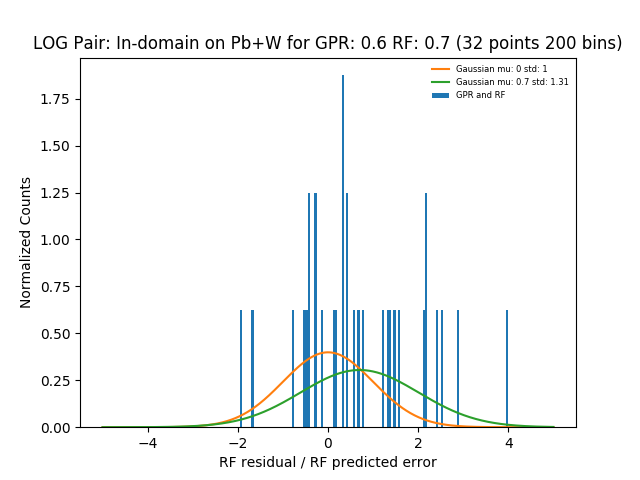 LOG Pair: In-domain on Pb+W for GPR: 0.6 RF: 0.7 (32 points 200 bins)
Gaussian mu: 0 std: 1
Gaussian mu: 0.7 std: 1.31
GPR and RF
Normalized Counts
1.75
1.50
1.25
1.00
0.75
0.50
0.25
0.00
−4
−2
0
2
4
RF residual / RF predicted error